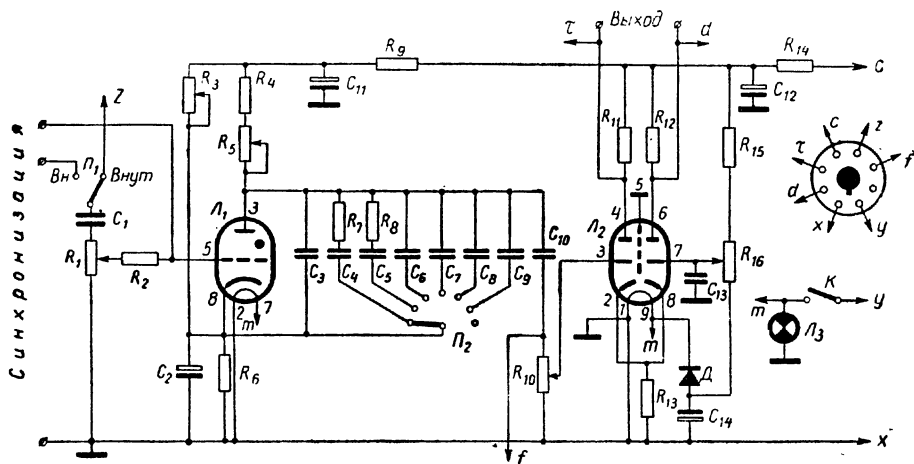 Синхронизация
Вн
П1
Внут
Z
C1
R1
R2
R3
R4
R5
C11
R9
τ
Выход
d
R14
C
C12
R11
R12
R15
R16
Л1
3
5
8
2
7
m
C2
R6
R7
R8
C3
C4
C5
C6
C7
C8
C9
C10
П2
R10
f
Л2
5
4
6
3
7
2
1
9
8
m
C13
Д
R13
C14
x
c
z
τ
f
d
x
y
m
К
y
Л3